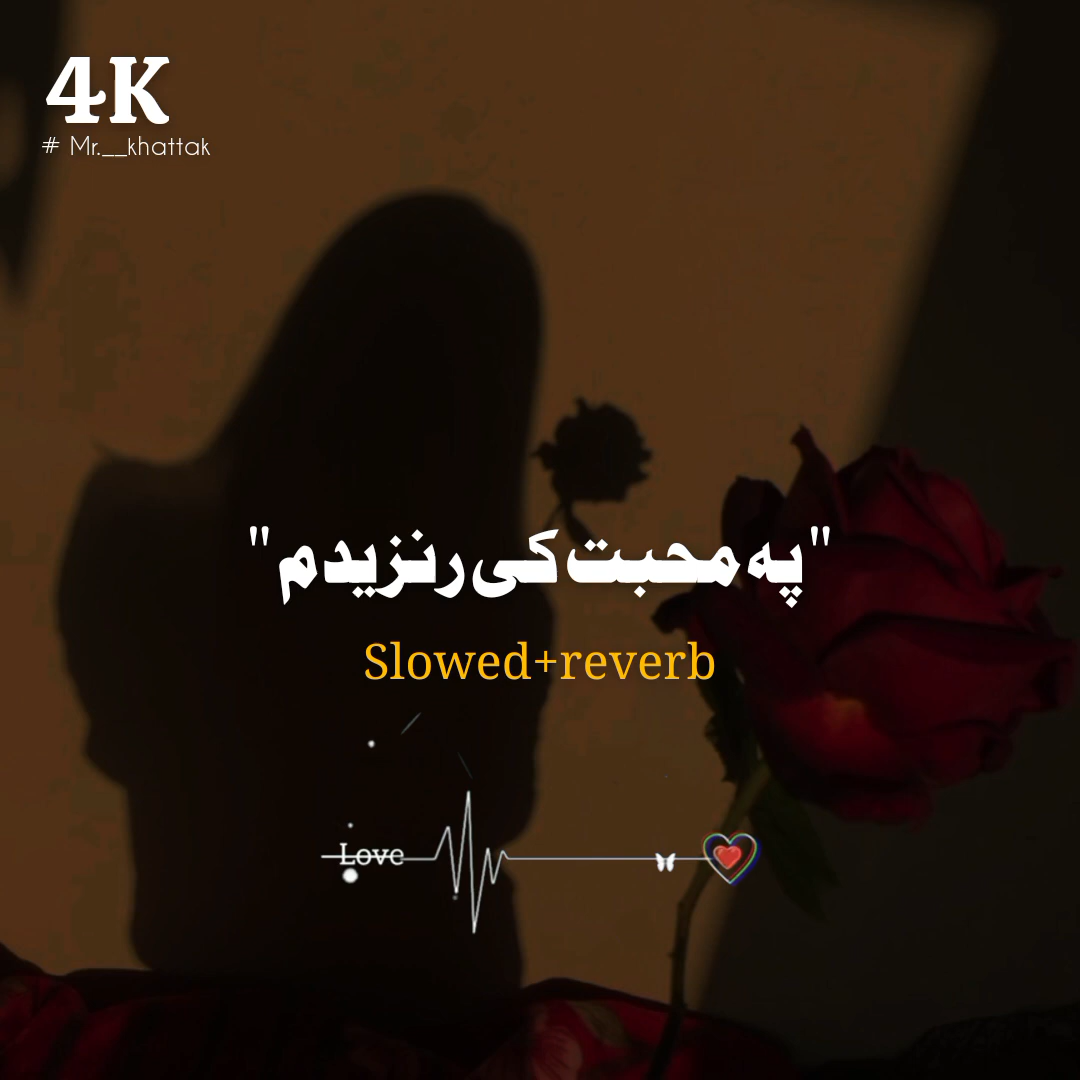 4K
# Mr.__khattak
"په محبت کی رنزیدم"
Slowed+reverb
Love